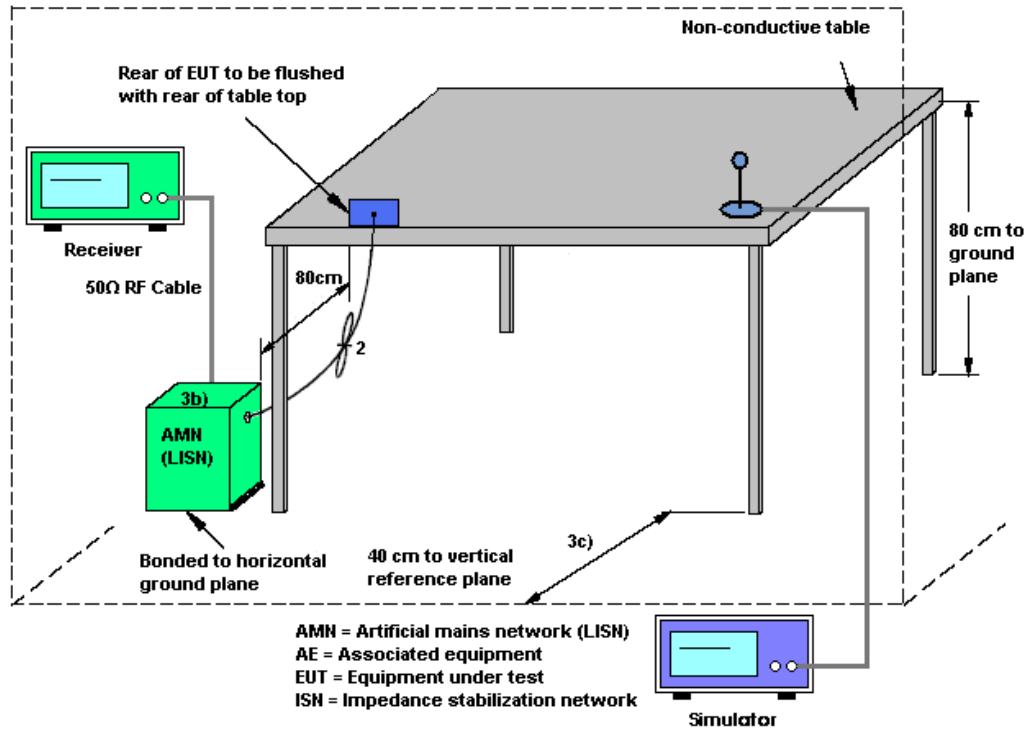 Non-conductive table
Rear of EUT to be flushed
with rear of table top
Receiver
50Ω RF Cable
80cm
2
80 cm to
ground
plane
3b)
AMN
(LISN)
Bonded to horizontal
ground plane
40 cm to vertical
reference plane
3c)
AMN = Artificial mains network (LISN)
AE = Associated equipment
EUT = Equipment under test
ISN = Impedance stabilization network
Simulator